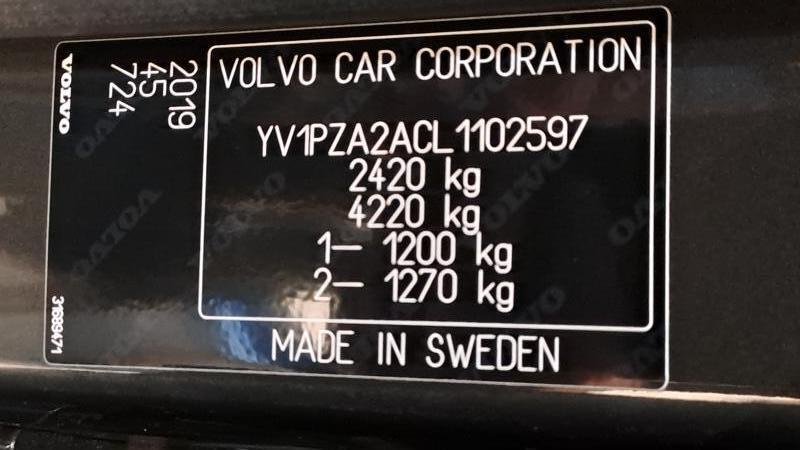 VOLVO
2019
45
724
VOLVO CAR CORPORATION
YV1PZA2ACL1102597
2420 kg
4220 kg
1– 1200 kg
2– 1270 kg
31689471
MADE IN SWEDEN